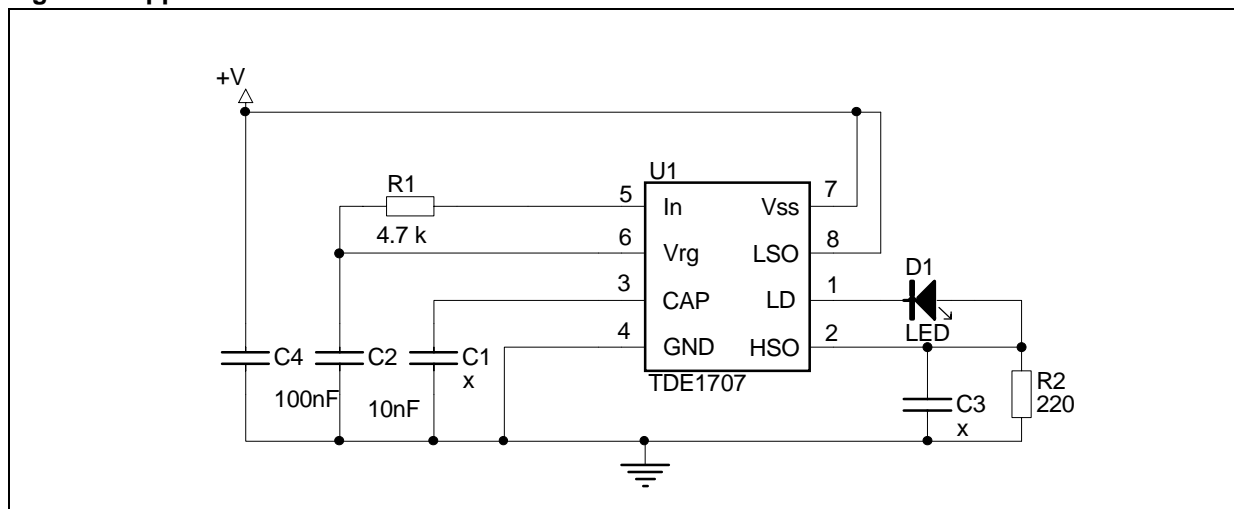 +V
U1
R1
5
In
Vss
7
4.7 k
6
Vrg
LSO
8
D1
3
CAP
LD
1
LED
4
GND
HSO
2
TDE1707
C4
C2
100nF
C1
x
10nF
C3
x
R2
220